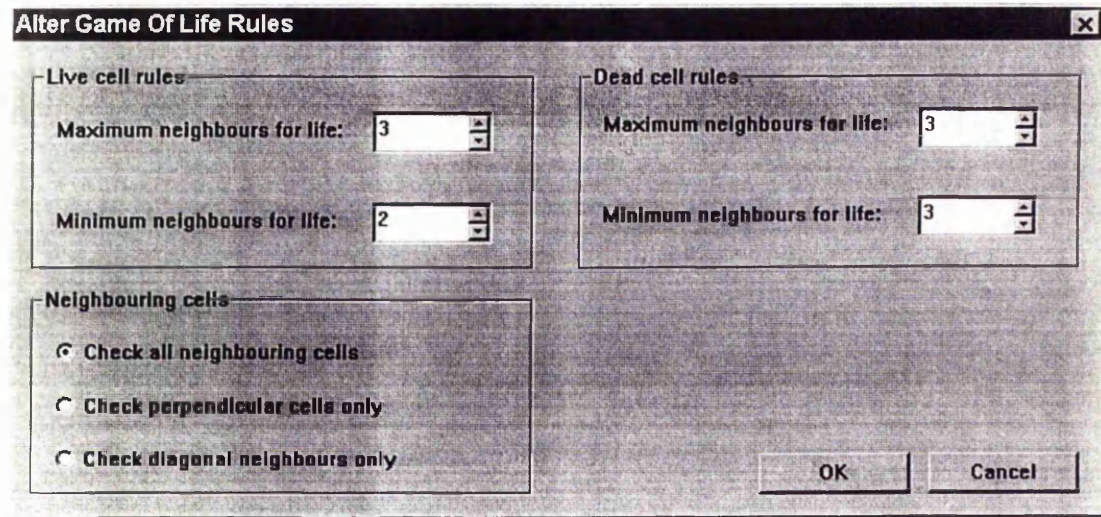 Alter Game Of Life Rules
Live cell rules
Maximum neighbours for life: 3
Minimum neighbours for life: 2
Dead cell rules
Maximum neighbours for life: 3
Minimum neighbours for life: 3
Neighbouring cells
Check all neighbouring cells
Check perpendicular cells only
Check diagonal neighbours only
OK
Cancel